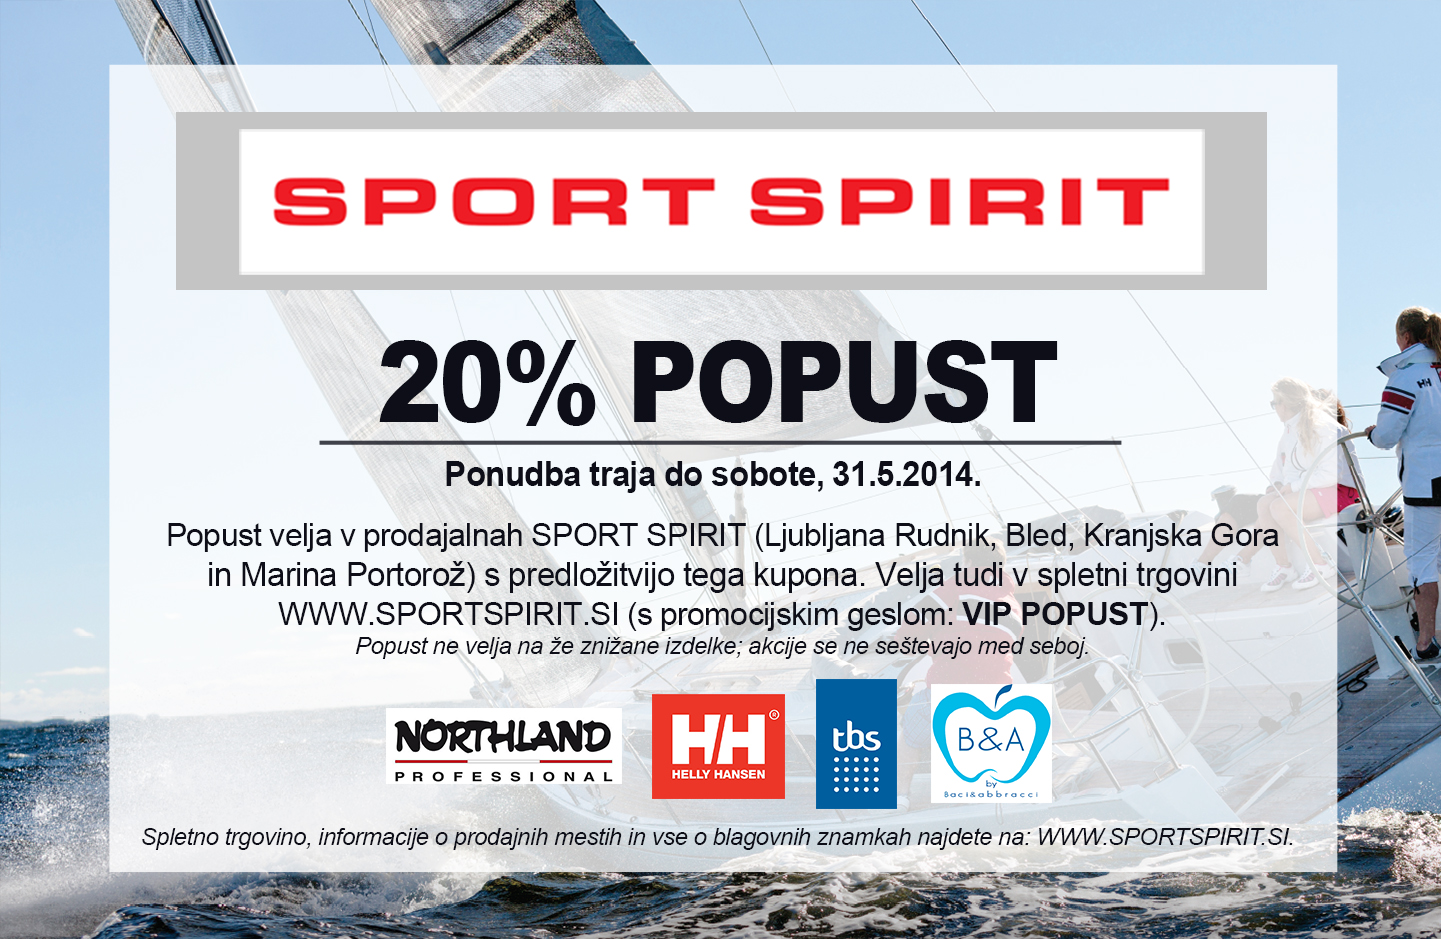 SPORT SPIRIT
20% POPUST
Ponudba traja do sobote, 31.5.2014.
Popust velja v prodajalnah SPORT SPIRIT (Ljubljana Rudnik, Bled, Kranjska Gora
in Marina Portorož) s predložitvijo tega kupona. Velja tudi v spletni trgovini
WWW.SPORTSPIRIT.SI (s promocijskim geslom: VIP POPUST).
Popust ne velja na že znižane izdelke; akcije se ne seštevajo med seboj.
NORTHLAND
PROFESSIONAL
HH®
HELLY HANSEN
tbs
B&A
by
Baci&abbracci
Spletno trgovino, informacije o prodajnih mestih in vse o blagovnih znamkah najdete na: WWW.SPORTSPIRIT.SI.
HH